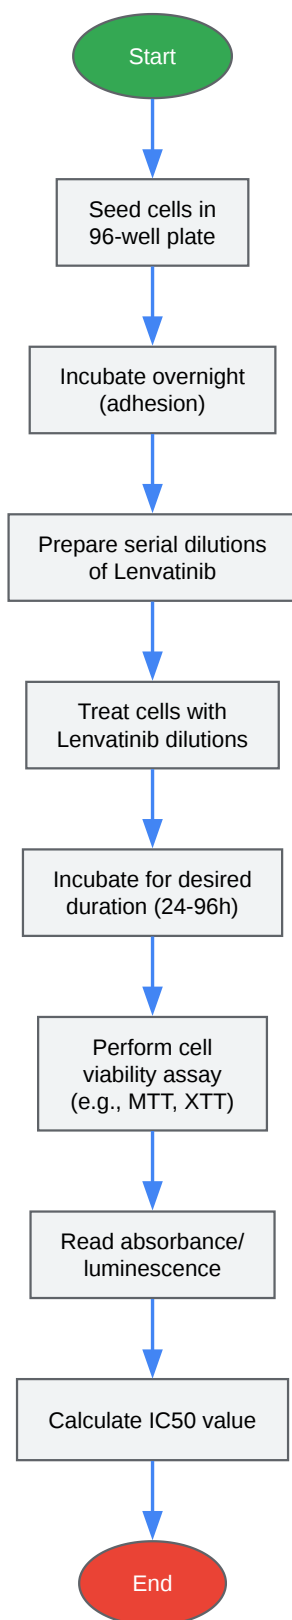 Start
Seed cells in
96-well plate
Incubate overnight
(adhesion)
Prepare serial dilutions
of Lenvatinib
Treat cells with
Lenvatinib dilutions
Incubate for desired
duration (24-96h)
Perform cell
viability assay
(e.g., MTT, XTT)
Read absorbance/
luminescence
Calculate IC50 value
End